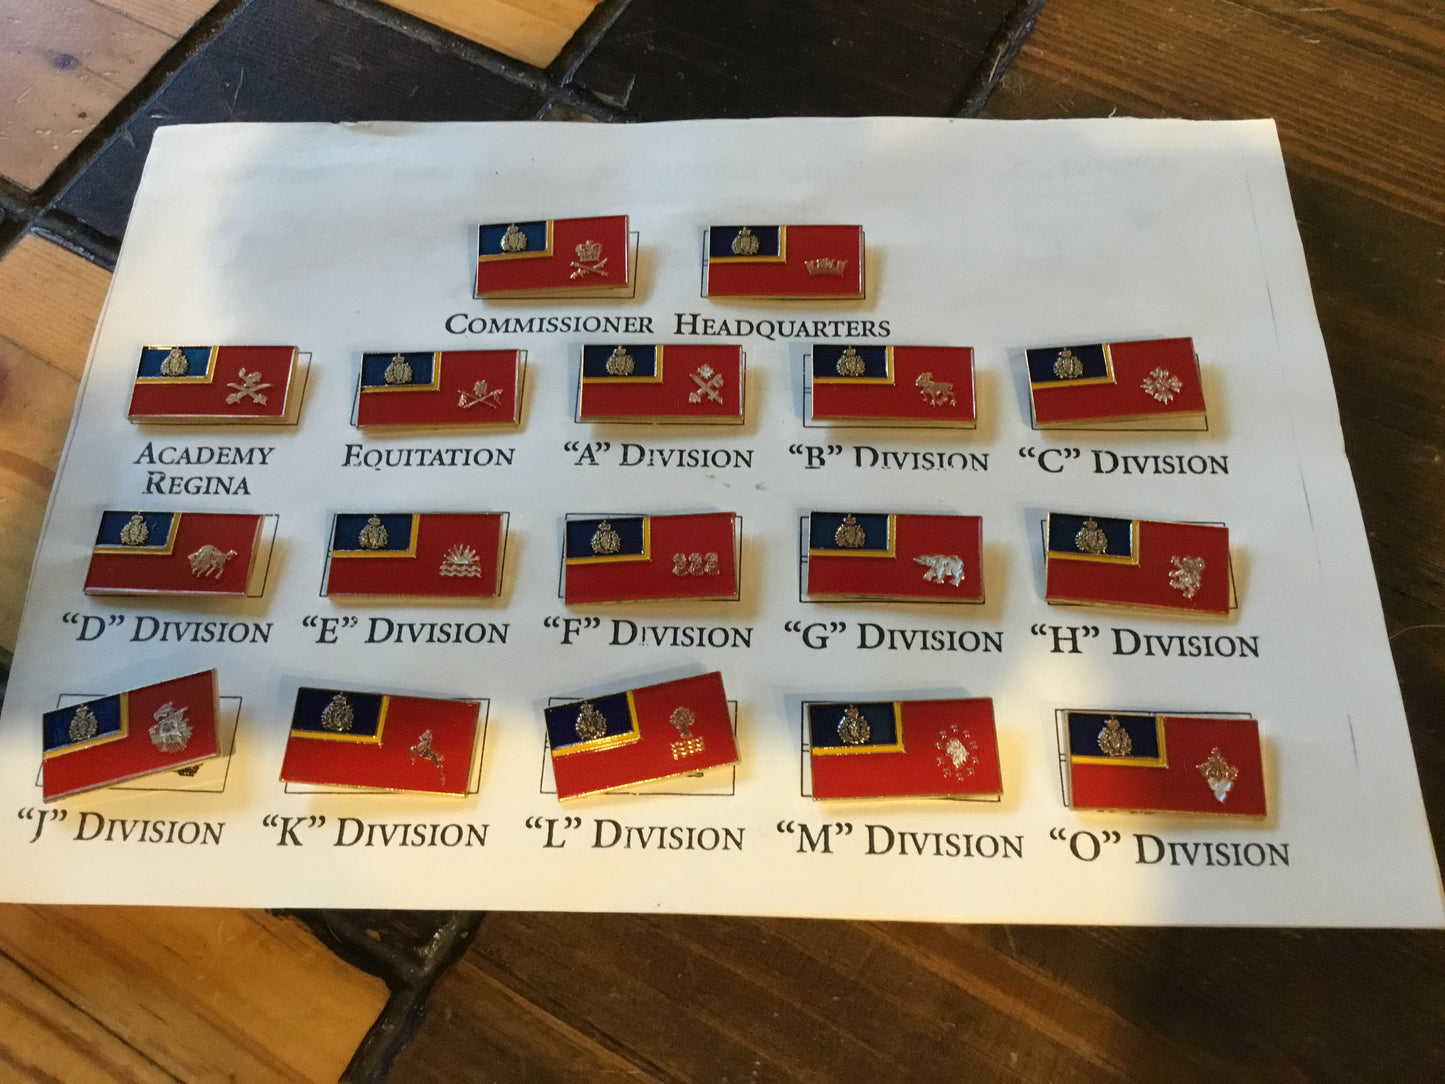 COMMISSIONER HEADQUARTERS
ACADEMY REGINA EQUITATION "A" DIVISION "B" DIVISION "C" DIVISION
"D" DIVISION "E" DIVISION "F" DIVISION "G" DIVISION "H" DIVISION
"J" DIVISION "K" DIVISION "L" DIVISION "M" DIVISION "O" DIVISION